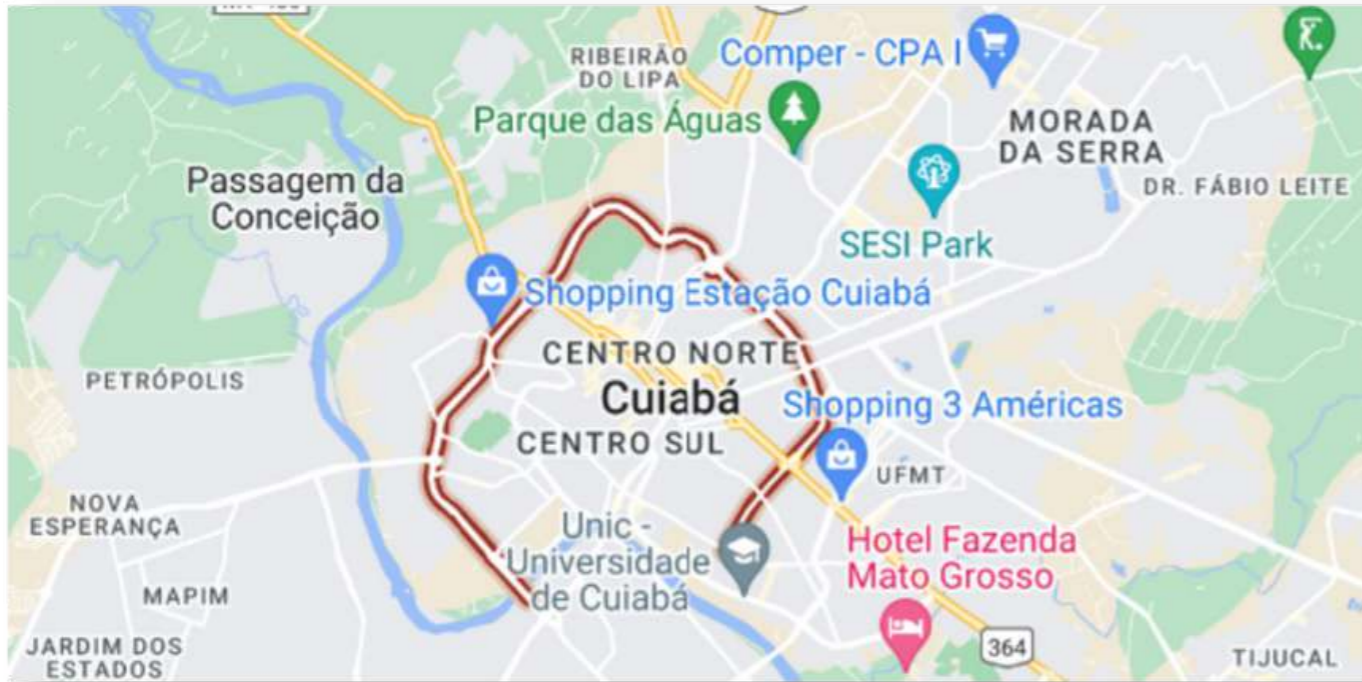 RIBEIRÃO
DO LIPA
Comper - CPA I
Parque das Águas
MORADA
DA SERRA
Passagem da
Conceição
DR. FÁBIO LEITE
SESI Park
Shopping Estação Cuiabá
CENTRO NORTE
PETRÓPOLIS
Cuiabá
Shopping 3 Américas
CENTRO SUL
UFMT
NOVA
ESPERANÇA
Unic -
Universidade
de Cuiabá
Hotel Fazenda
Mato Grosso
MAPIM
JARDIM DOS
ESTADOS
364
TIJUCAL